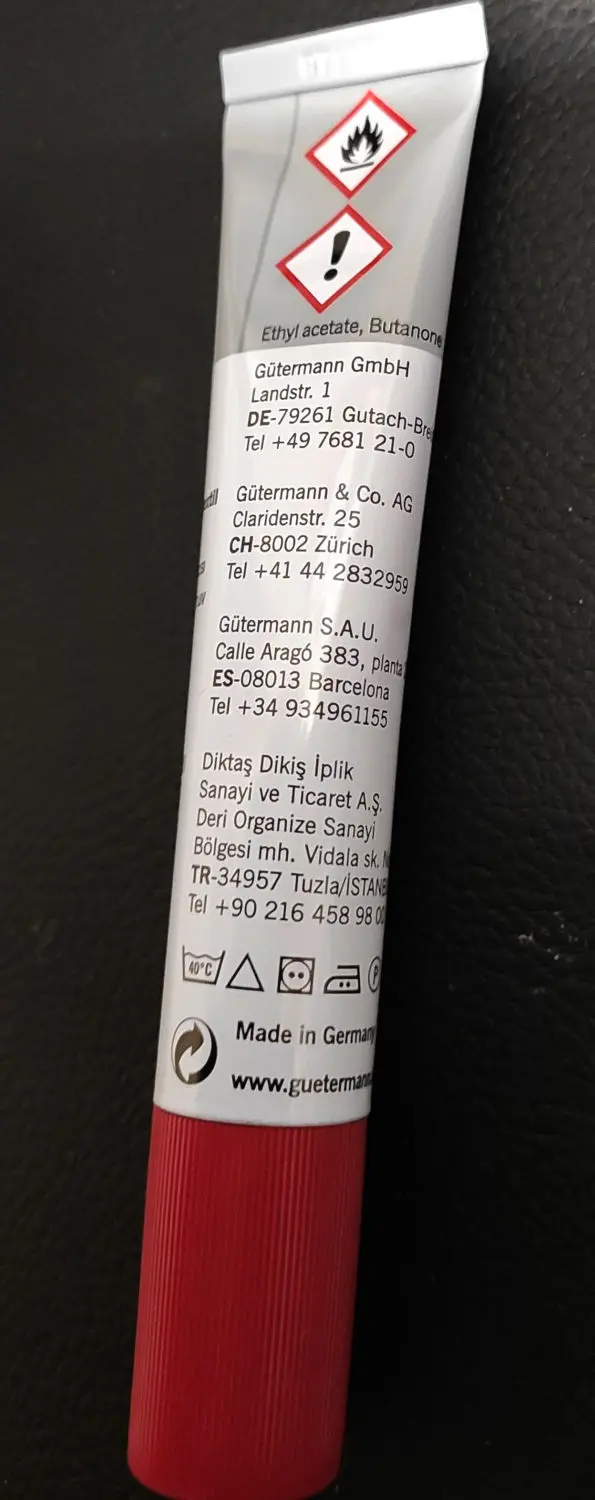 Ethyl acetate, Butanone
Gütermann GmbH
Landstr. 1
DE-79261 Gutach-Bre
Tel +49 7681 21-0
Gütermann & Co. AG
Claridenstr. 25
CH-8002 Zürich
Tel +41 44 2832959
Gütermann S.A.U.
Calle Aragó 383, planta
ES-08013 Barcelona
Tel +34 934961155
Diktaş Dikiş İplik
Sanayi ve Ticaret A.Ş.
Deri Organize Sanayi
Bölgesi mh. Vidala sk. N
TR-34957 Tuzla/İSTANB
Tel +90 216 458 98 00
40°C P
Made in Germany
www.guetermann.